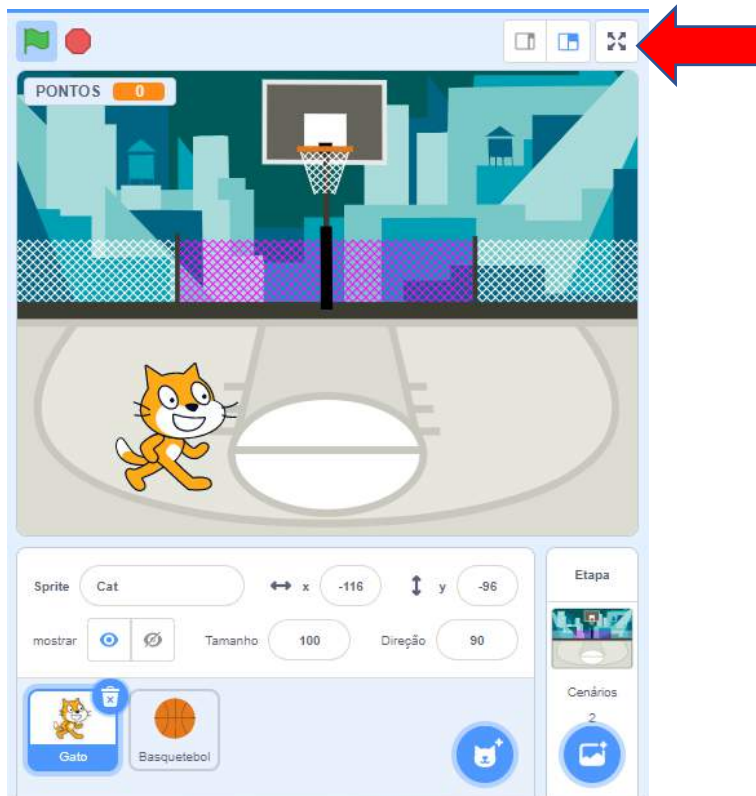 PONTOS 0
Sprite Cat x -116 y -96
mostrar Tamanho 100 Direção 90
Gato
Basquetebol
Etapa
Cenários
2